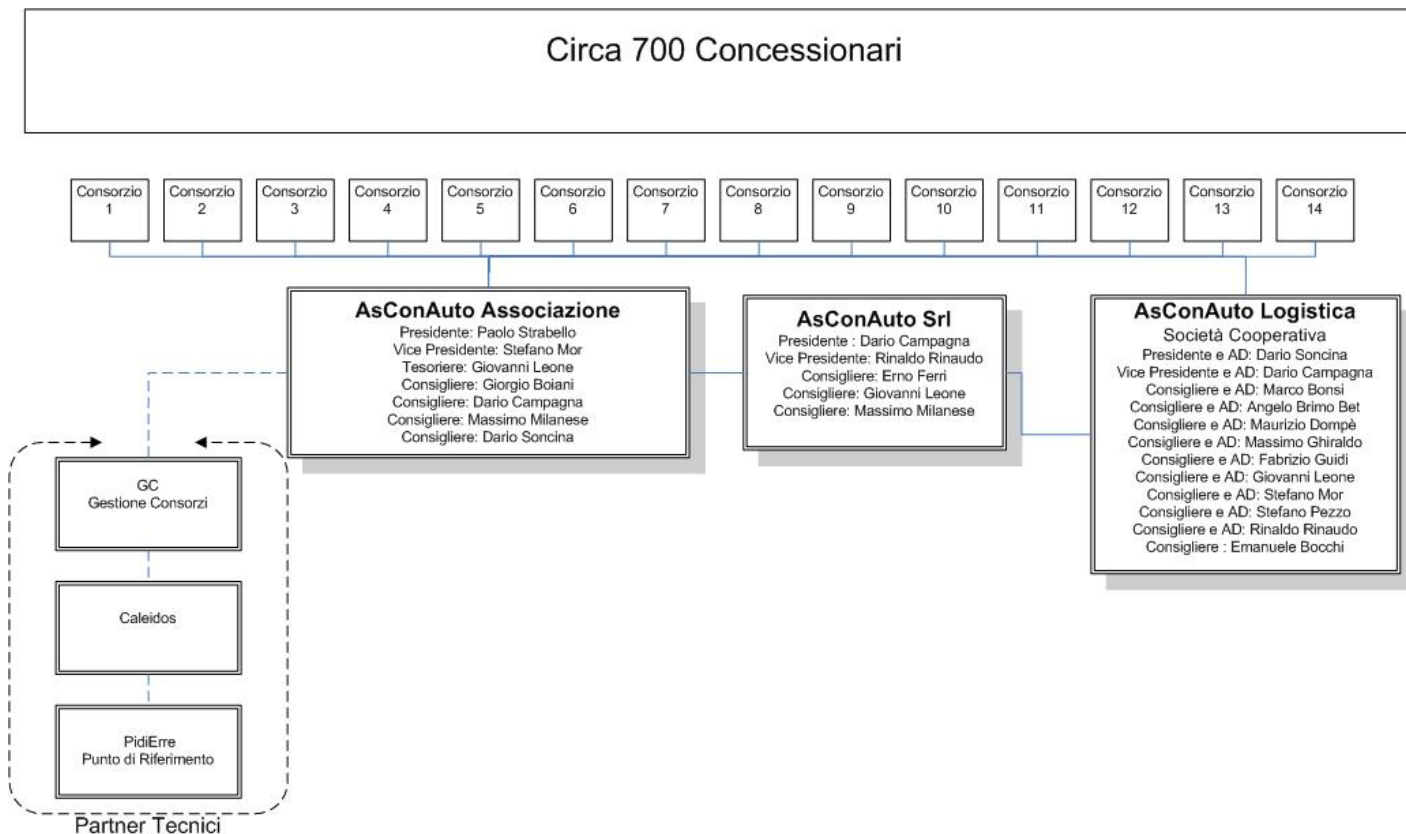 Circa 700 Concessionari
Consorzio
1
Consorzio
2
Consorzio
3
Consorzio
4
Consorzio
5
Consorzio
6
Consorzio
7
Consorzio
8
Consorzio
9
Consorzio
10
Consorzio
11
Consorzio
12
Consorzio
13
Consorzio
14
AsConAuto Associazione
Presidente: Paolo Strabello
Vice Presidente: Stefano Mor
Tesoriere: Giovanni Leone
Consigliere: Giorgio Boiani
Consigliere: Dario Campagna
Consigliere: Massimo Milanese
Consigliere: Dario Soncina
AsConAuto Srl
Presidente : Dario Campagna
Vice Presidente: Rinaldo Rinaudo
Consigliere: Erno Ferri
Consigliere: Giovanni Leone
Consigliere: Massimo Milanese
AsConAuto Logistica
Società Cooperativa
Presidente e AD: Dario Soncina
Vice Presidente e AD: Dario Campagna
Consigliere e AD: Marco Bonsi
Consigliere e AD: Angelo Brimo Bet
Consigliere e AD: Maurizio Dompè
Consigliere e AD: Massimo Ghiraldo
Consigliere e AD: Fabrizio Guidi
Consigliere e AD: Giovanni Leone
Consigliere e AD: Stefano Mor
Consigliere e AD: Stefano Pezzo
Consigliere e AD: Rinaldo Rinaudo
Consigliere : Emanuele Bocchi
GC
Gestione Consorzi
Caleidos
PidiErre
Punto di Riferimento
Partner Tecnici